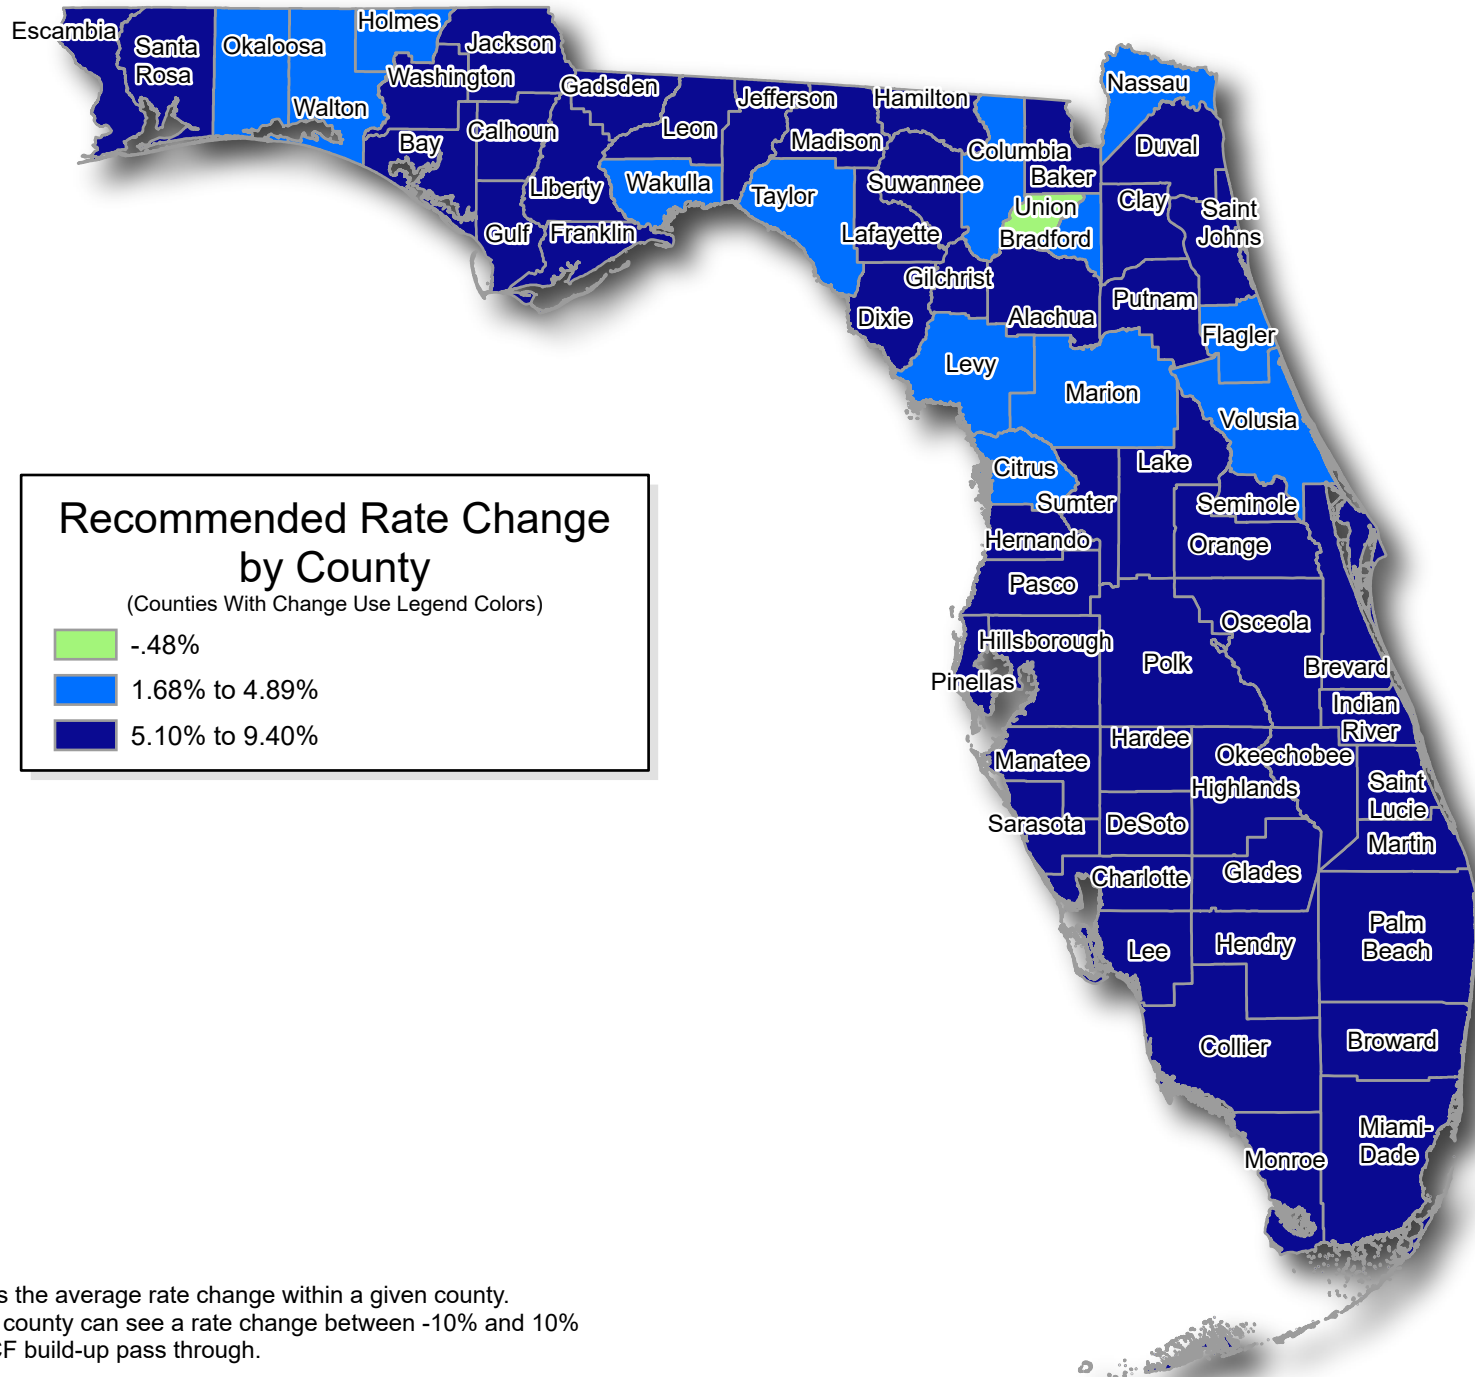 Escambia
Santa
Rosa
Okaloosa
Holmes
Walton
Jackson
Washington
Bay
Calhoun
Gadsden
Liberty
Gulf
Franklin
Leon
Wakulla
Jefferson
Madison
Hamilton
Taylor
Suwannee
Lafayette
Columbia
Baker
Union
Bradford
Nassau
Duval
Clay
Saint
Johns
Gilchrist
Dixie
Alachua
Putnam
Flagler
Levy
Marion
Volusia
Citrus
Sumter
Lake
Seminole
Hernando
Orange
Pasco
Osceola
Hillsborough
Polk
Pinellas
Brevard
Indian
River
Hardee
Manatee
Okeechobee
Highlands
Saint
Lucie
Sarasota
DeSoto
Martin
Charlotte
Glades
Palm
Beach
Lee
Hendry
Collier
Broward
Miami-
Dade
Monroe
Recommended Rate Change
by County
(Counties With Change Use Legend Colors)
-.48%
1.68% to 4.89%
5.10% to 9.40%
s the average rate change within a given county.
county can see a rate change between -10% and 10%
CF build-up pass through.